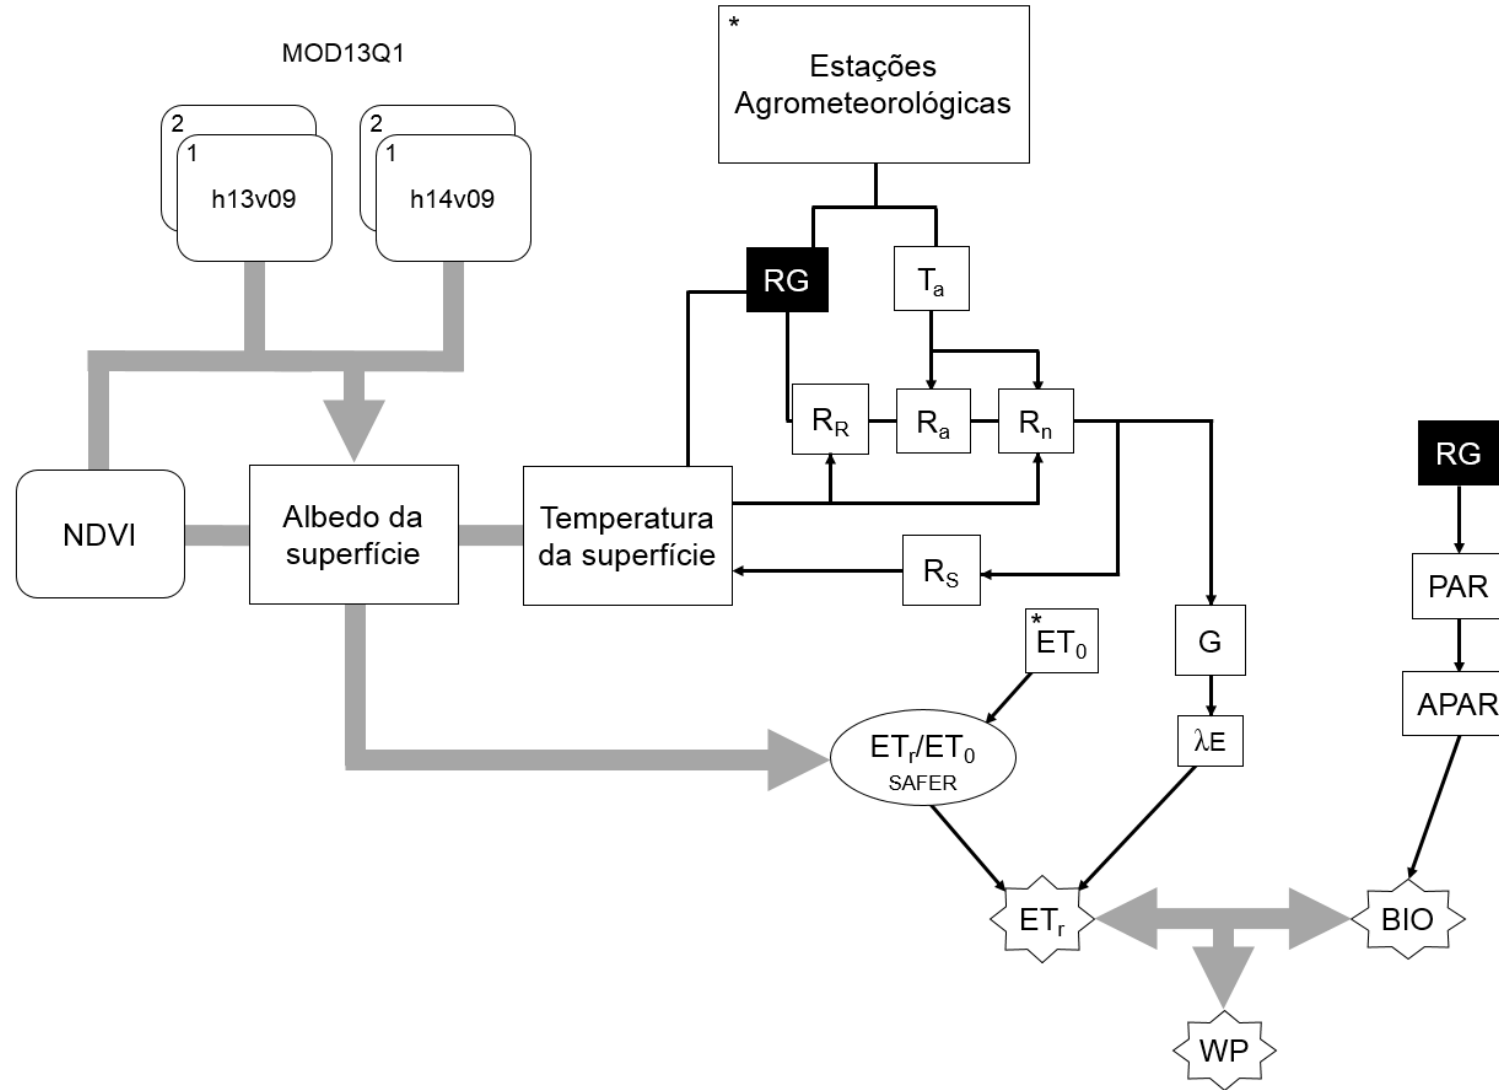 MOD13Q1
2
1
h13v09
2
1
h14v09
*
Estações
Agrometeorológicas
RG
Ta
RR
Ra
Rn
RG
NDVI
Albedo da
superfície
Temperatura
da superfície
RS
PAR
*
ET0
G
APAR
ETr/ET0
SAFER
λE
ETr
BIO
WP